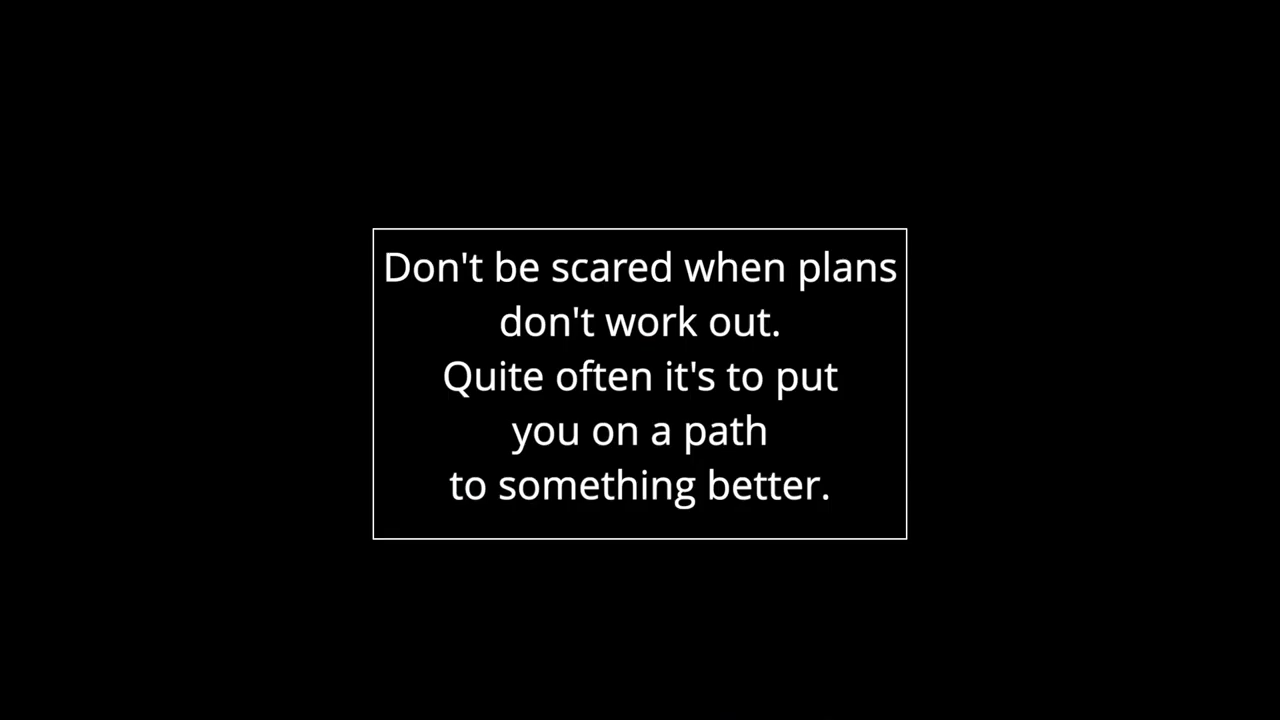 Don't be scared when plans
don't work out.
Quite often it's to put
you on a path
to something better.